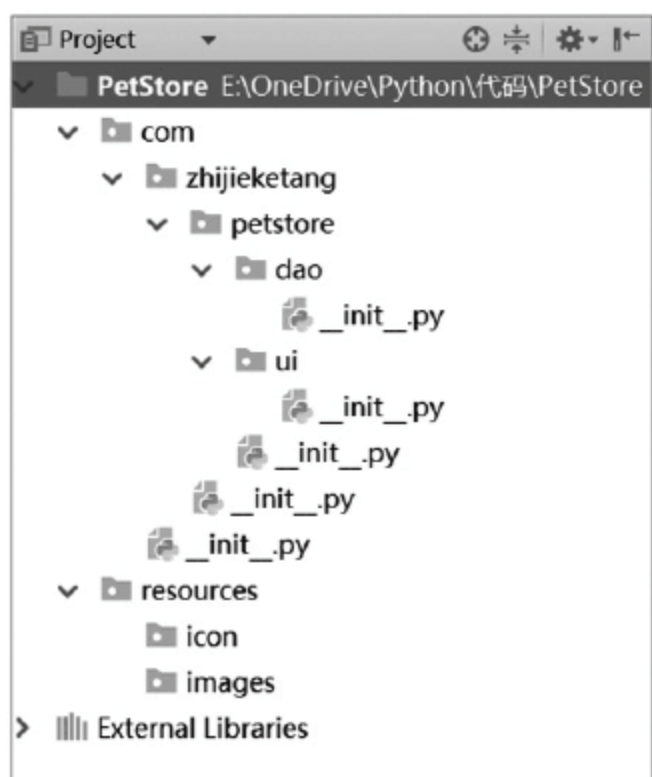 Project
PetStore E:\OneDrive\Python\代码\PetStore
com
zhijieketang
petstore
dao
__init__.py
ui
__init__.py
__init__.py
__init__.py
__init__.py
resources
icon
images
External Libraries